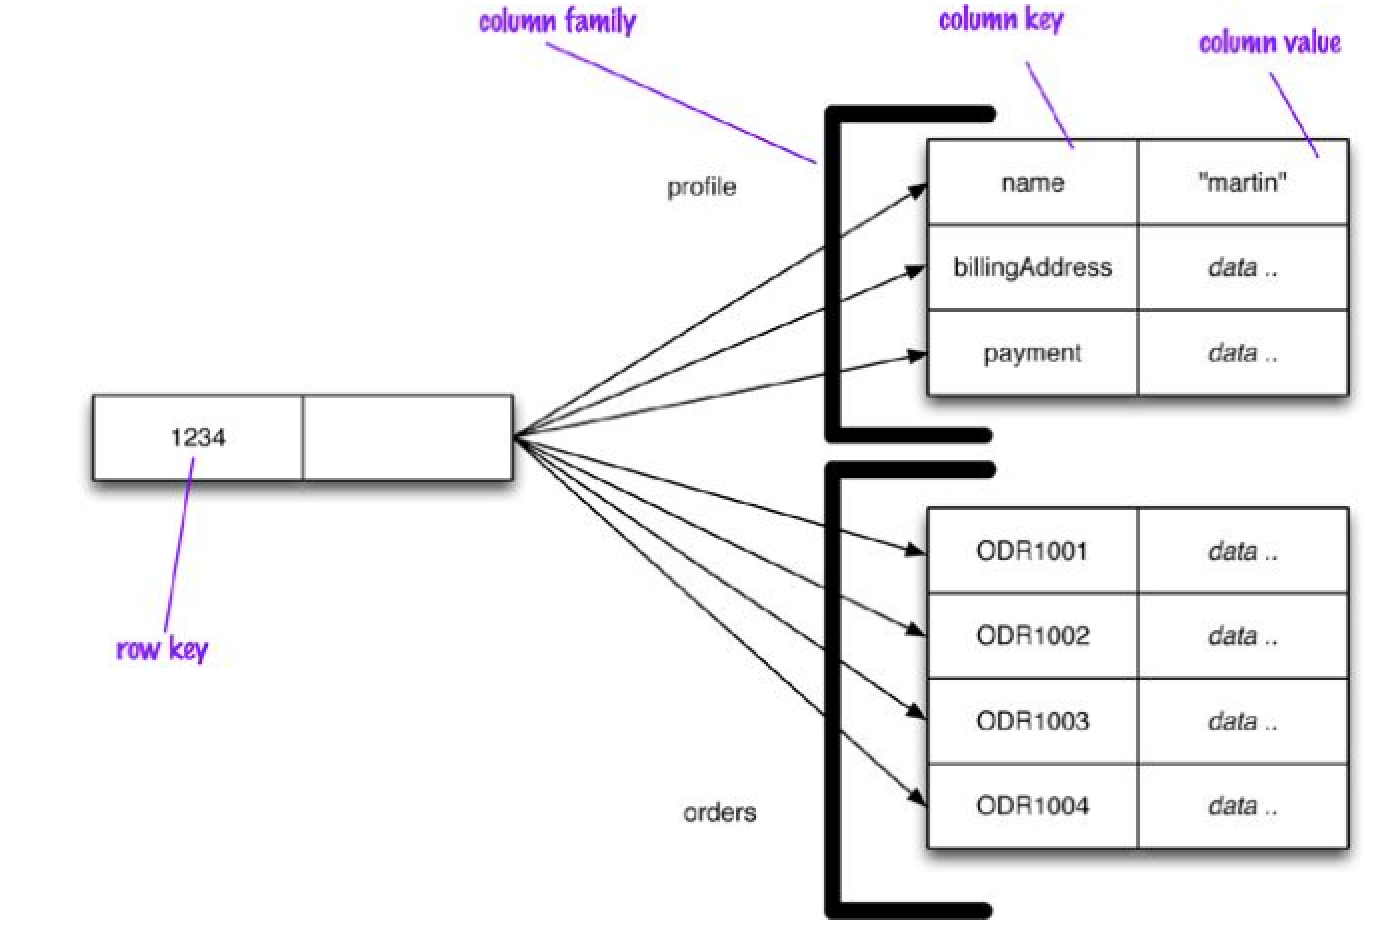 column family
column key
column value
profile
name
"martin"
billingAddress
data ..
payment
data ..
1234
row key
ODR1001
data ..
ODR1002
data ..
ODR1003
data ..
ODR1004
data ..
orders